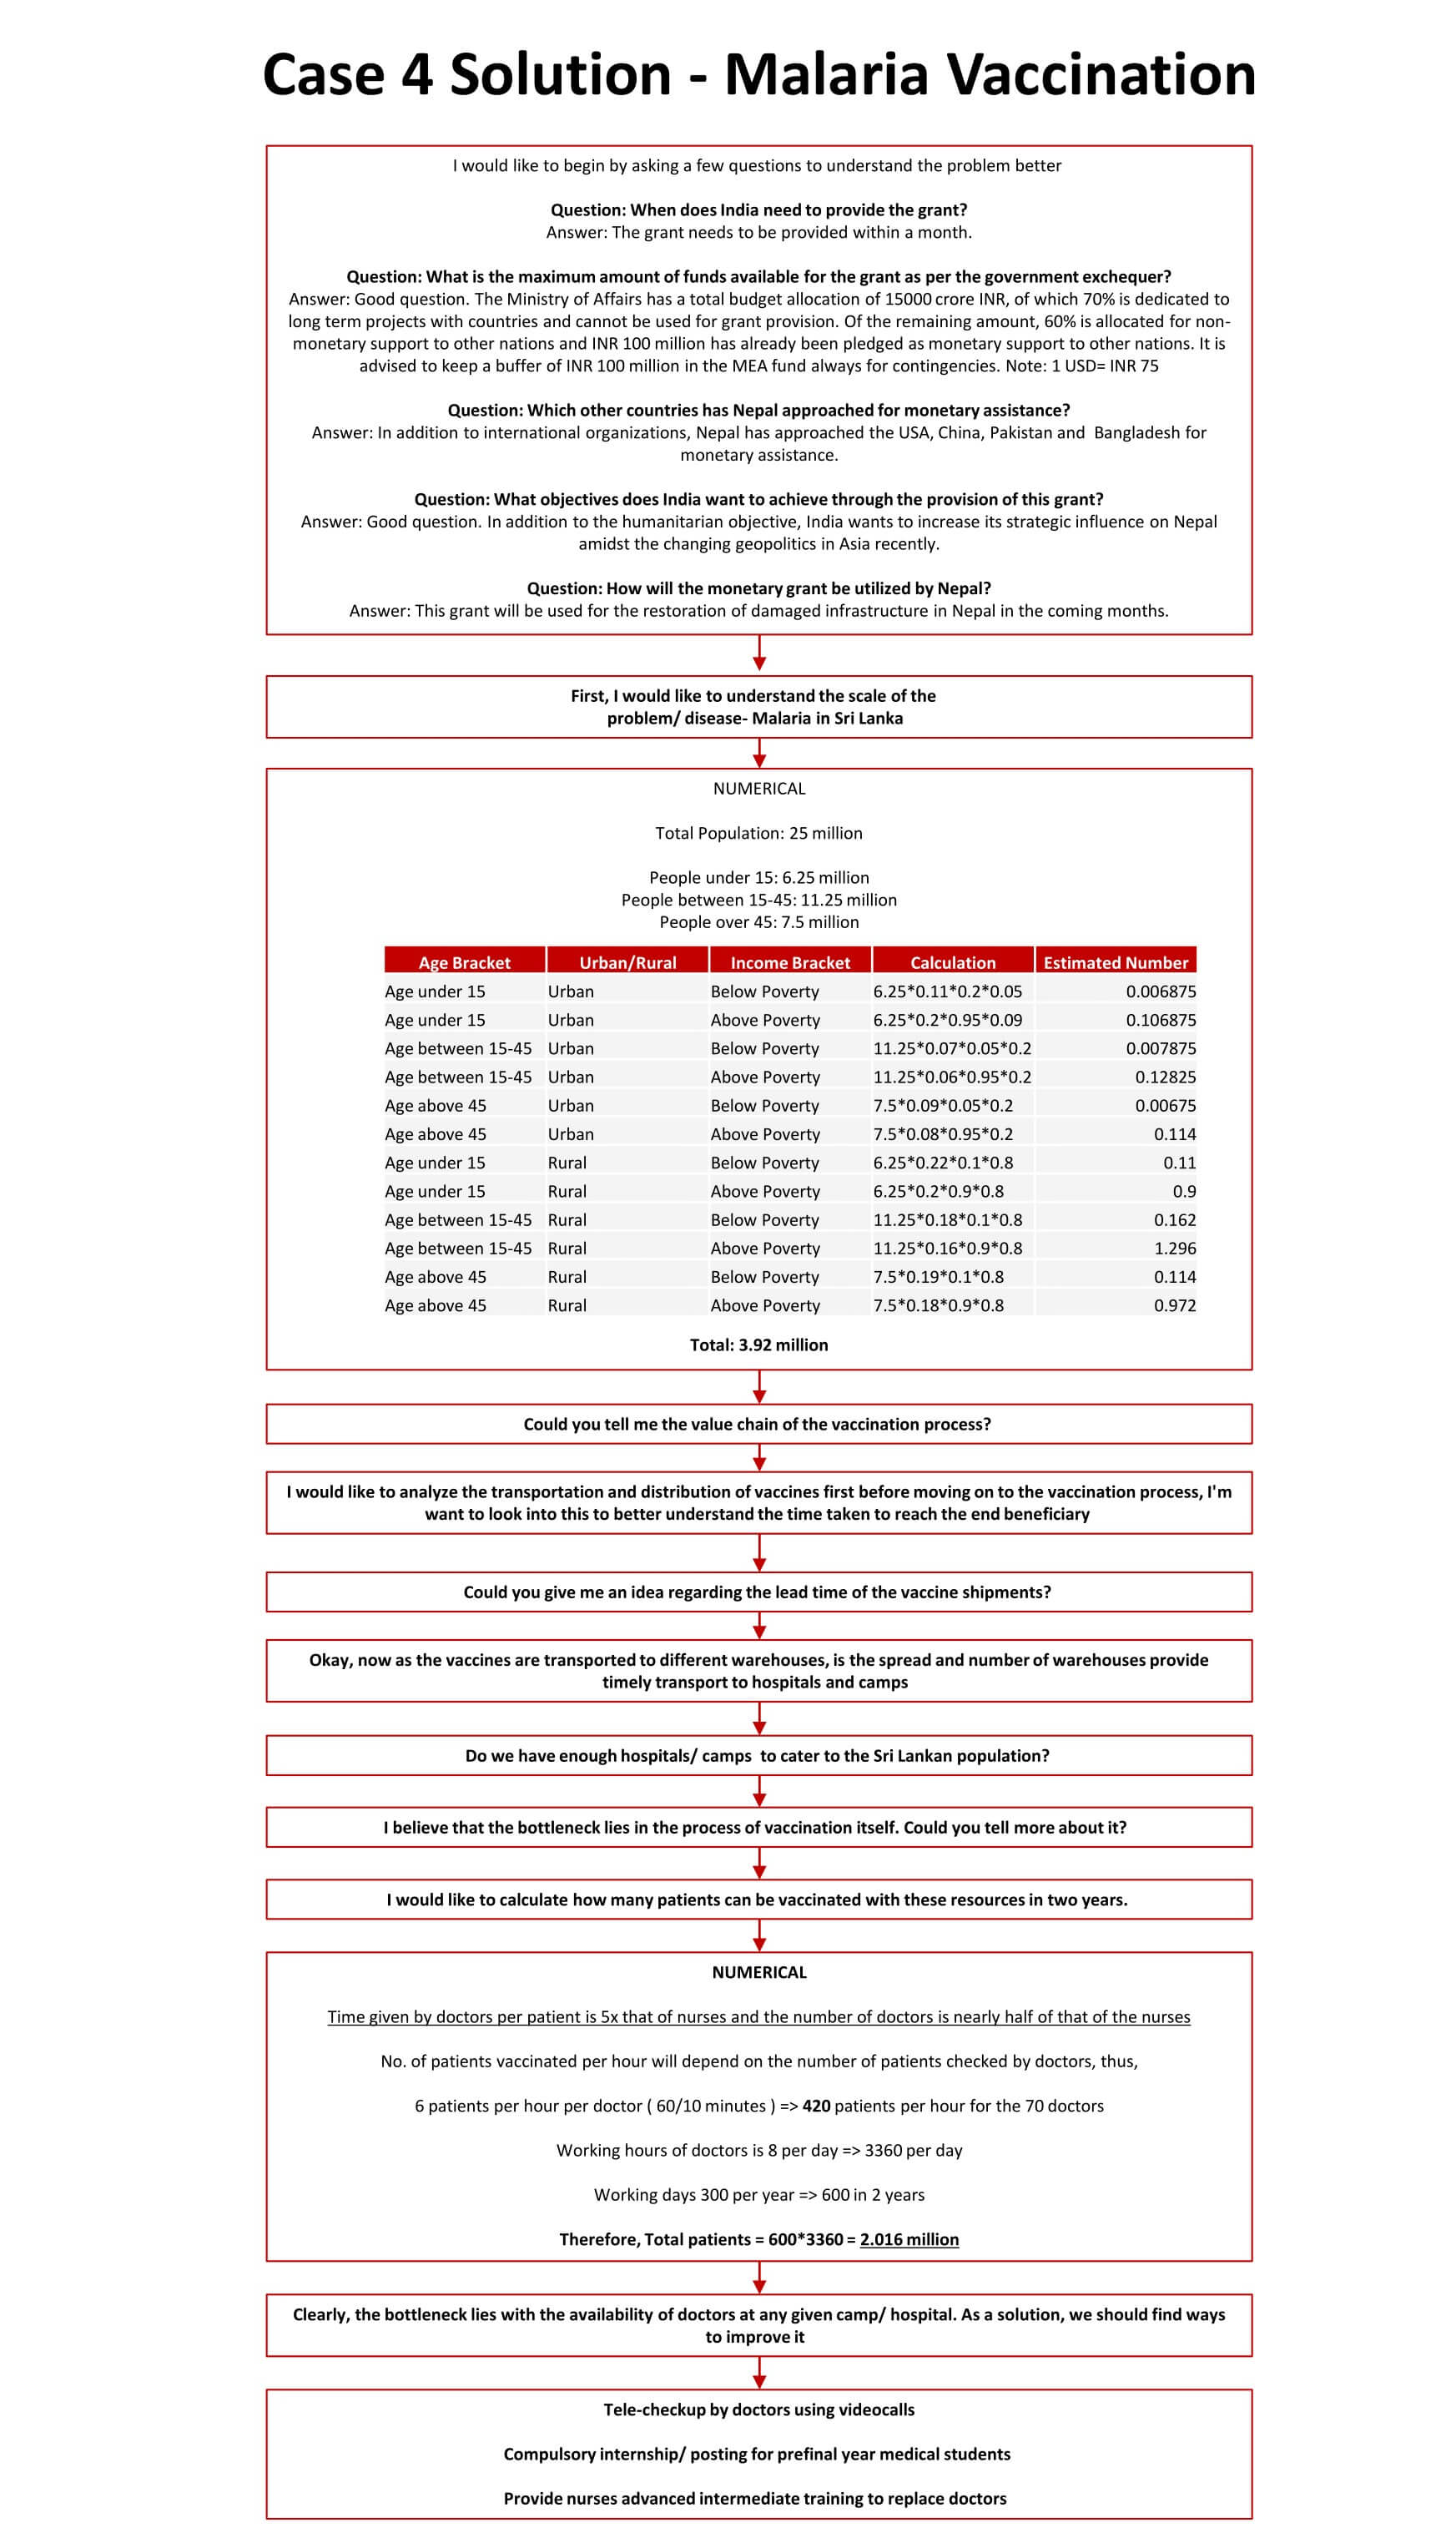 Case 4 Solution - Malaria Vaccination
I would like to begin by asking a few questions to understand the problem better
Question: When does India need to provide the grant?
Answer: The grant needs to be provided within a month.
Question: What is the maximum amount of funds available for the grant as per the government exchequer?
Answer: Good question. The Ministry of Affairs has a total budget allocation of 15000 crore INR, of which 70% is dedicated to
long term projects with countries and cannot be used for grant provision. Of the remaining amount, 60% is allocated for non-
monetary support to other nations and INR 100 million has already been pledged as monetary support to other nations. It is
advised to keep a buffer of INR 100 million in the MEA fund always for contingencies. Note: 1 USD= INR 75
Question: Which other countries has Nepal approached for monetary assistance?
Answer: In addition to international organizations, Nepal has approached the USA, China, Pakistan and  Bangladesh for
monetary assistance.
Question: What objectives does India want to achieve through the provision of this grant?
Answer: Good question. In addition to the humanitarian objective, India wants to increase its strategic influence on Nepal
amidst the changing geopolitics in Asia recently.
Question: How will the monetary grant be utilized by Nepal?
Answer: This grant will be used for the restoration of damaged infrastructure in Nepal in the coming months.
First, I would like to understand the scale of the
problem/ disease- Malaria in Sri Lanka
NUMERICAL
Total Population: 25 million
People under 15: 6.25 million
People between 15-45: 11.25 million
People over 45: 7.5 million
Age Bracket Urban/Rural Income Bracket Calculation Estimated Number
Age under 15 Urban Below Poverty 6.25*0.11*0.2*0.05 0.006875
Age under 15 Urban Above Poverty 6.25*0.2*0.95*0.09 0.106875
Age between 15-45 Urban Below Poverty 11.25*0.07*0.05*0.2 0.007875
Age between 15-45 Urban Above Poverty 11.25*0.06*0.95*0.2 0.12825
Age above 45 Urban Below Poverty 7.5*0.09*0.05*0.2 0.00675
Age above 45 Urban Above Poverty 7.5*0.08*0.95*0.2 0.114
Age under 15 Rural Below Poverty 6.25*0.22*0.1*0.8 0.11
Age under 15 Rural Above Poverty 6.25*0.2*0.9*0.8 0.9
Age between 15-45 Rural Below Poverty 11.25*0.18*0.1*0.8 0.162
Age between 15-45 Rural Above Poverty 11.25*0.16*0.9*0.8 1.296
Age above 45 Rural Below Poverty 7.5*0.19*0.1*0.8 0.114
Age above 45 Rural Above Poverty 7.5*0.18*0.9*0.8 0.972
Total: 3.92 million
Could you tell me the value chain of the vaccination process?
I would like to analyze the transportation and distribution of vaccines first before moving on to the vaccination process, I'm
want to look into this to better understand the time taken to reach the end beneficiary
Could you give me an idea regarding the lead time of the vaccine shipments?
Okay, now as the vaccines are transported to different warehouses, is the spread and number of warehouses provide
timely transport to hospitals and camps
Do we have enough hospitals/ camps  to cater to the Sri Lankan population?
I believe that the bottleneck lies in the process of vaccination itself. Could you tell more about it?
I would like to calculate how many patients can be vaccinated with these resources in two years.
NUMERICAL
Time given by doctors per patient is 5x that of nurses and the number of doctors is nearly half of that of the nurses
No. of patients vaccinated per hour will depend on the number of patients checked by doctors, thus,
6 patients per hour per doctor ( 60/10 minutes ) => 420 patients per hour for the 70 doctors
Working hours of doctors is 8 per day => 3360 per day
Working days 300 per year => 600 in 2 years
Therefore, Total patients = 600*3360 = 2.016 million
Clearly, the bottleneck lies with the availability of doctors at any given camp/ hospital. As a solution, we should find ways
to improve it
Tele-checkup by doctors using videocalls
Compulsory internship/ posting for prefinal year medical students
Provide nurses advanced intermediate training to replace doctors